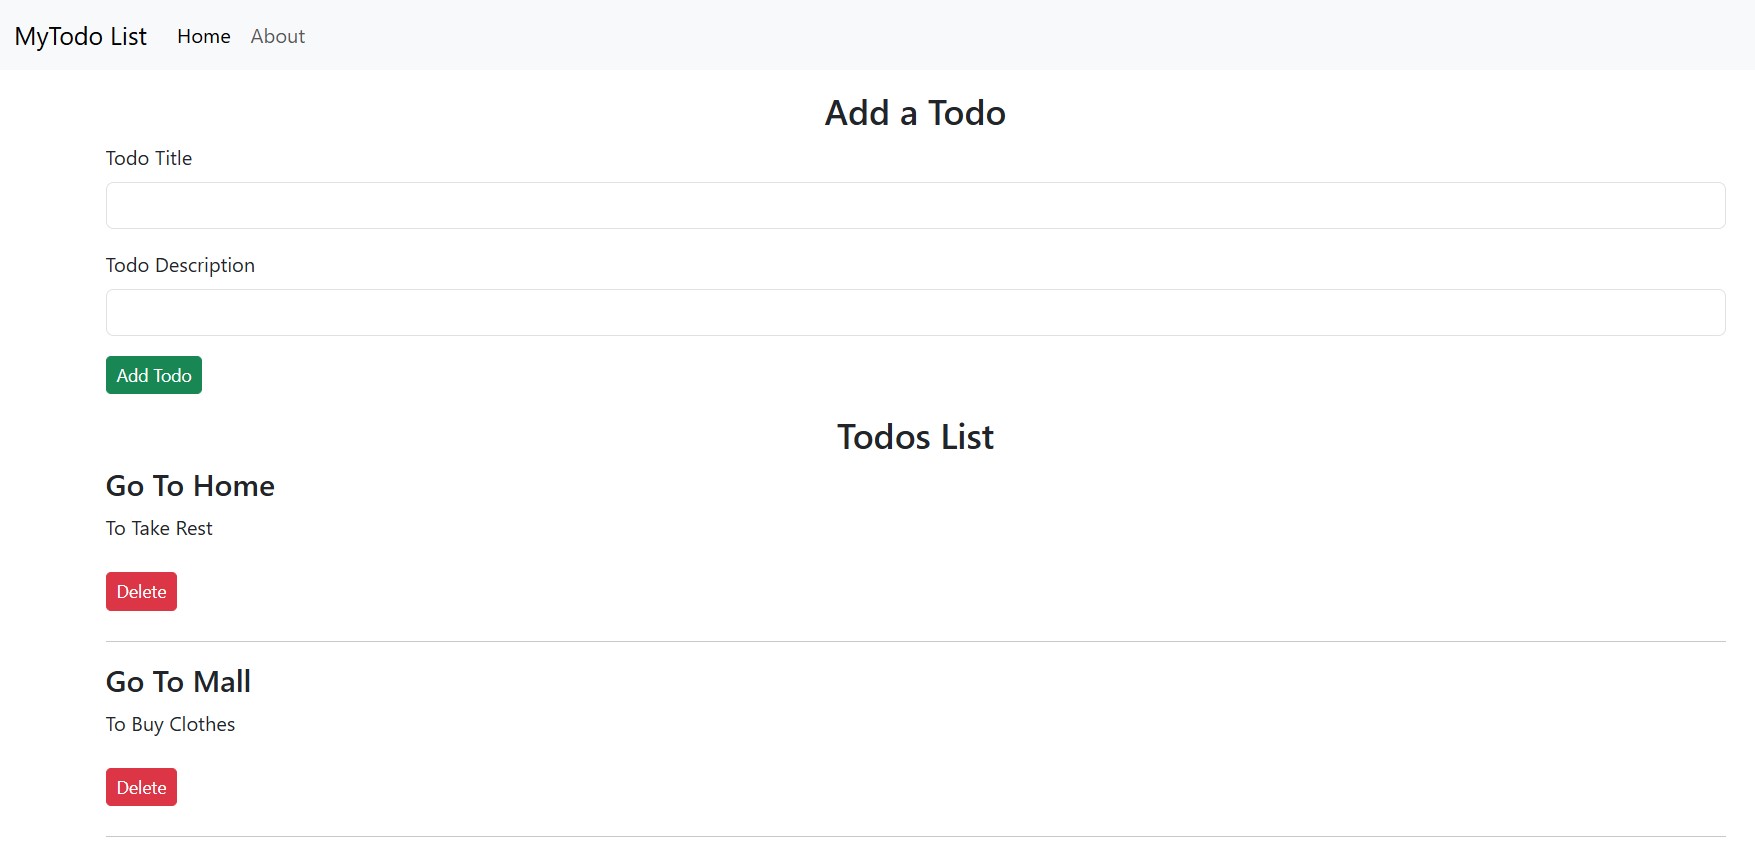 MyTodo List Home About
Add a Todo
Todo Title
Todo Description
Add Todo
Todos List
Go To Home
To Take Rest
Delete
Go To Mall
To Buy Clothes
Delete